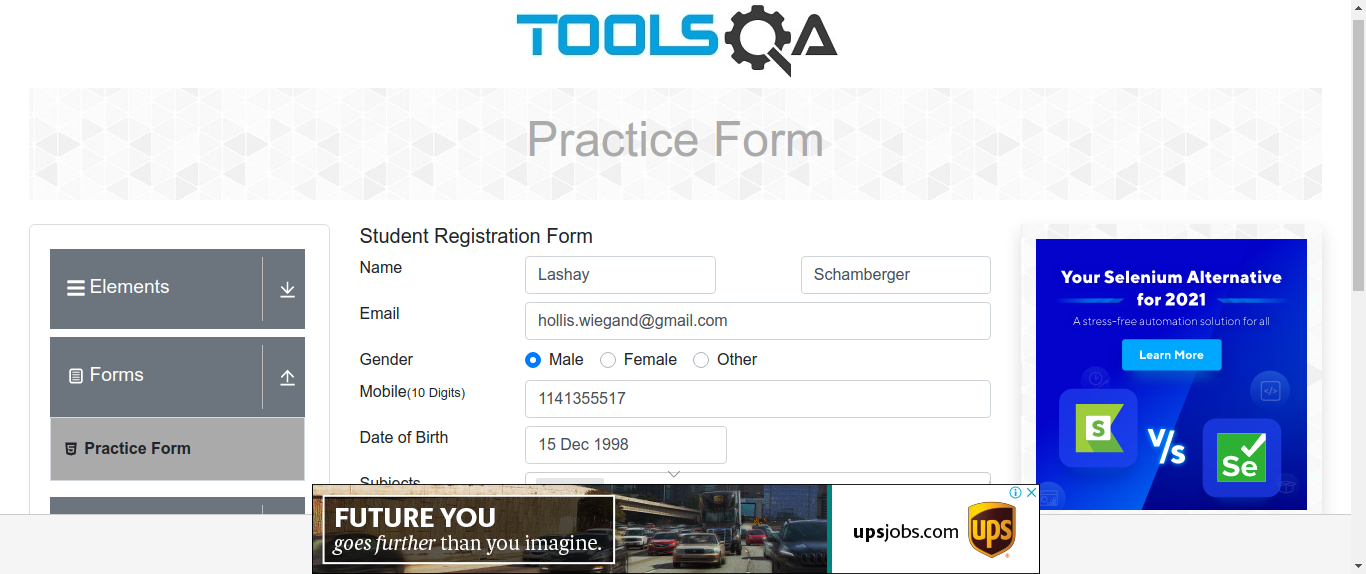 TOOLSQA
Practice Form
Elements
Forms
Practice Form
Student Registration Form
Name
Lashay
Schamberger
Email
hollis.wiegand@gmail.com
Gender
Male
Female
Other
Mobile(10 Digits)
1141355517
Date of Birth
15 Dec 1998
Subjects
Your Selenium Alternative
for 2021
A stress-free automation solution for all
Learn More
S
V/s
Se
FUTURE YOU
goes further than you imagine.
upsjobs.com
ups